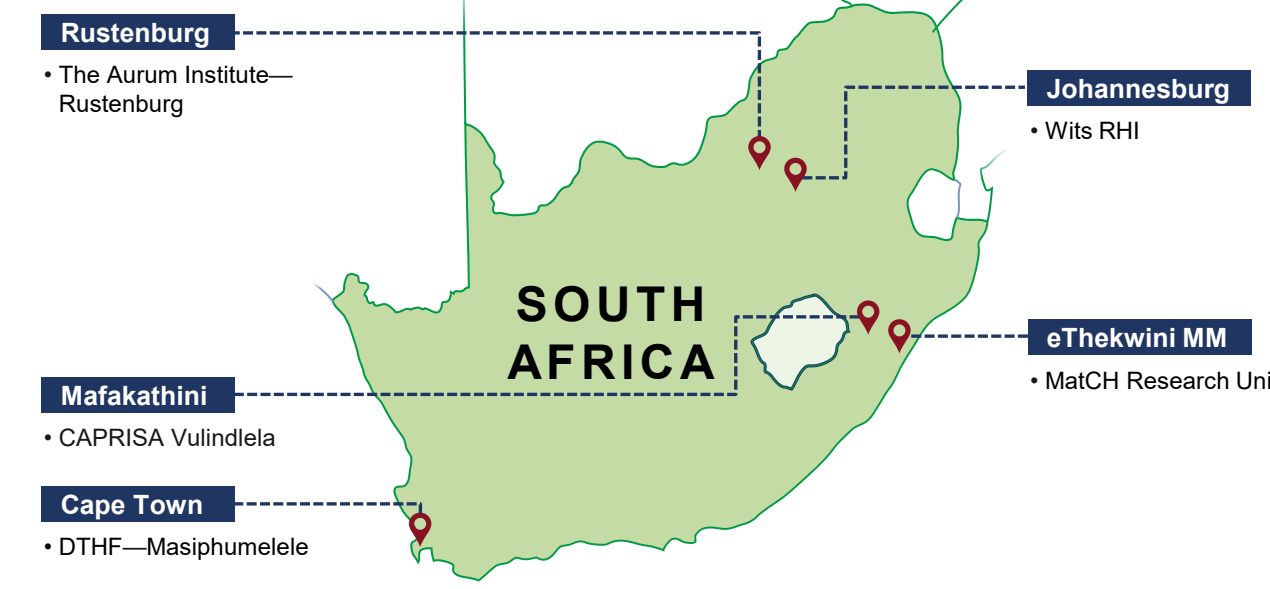 Rustenburg
• The Aurum Institute—
Rustenburg
Johannesburg
• Wits RHI
SOUTH
AFRICA
eThekwini MM
• MatCH Research Uni
Mafakathini
• CAPRISA Vulindlela
Cape Town
• DTHF—Masiphumelele